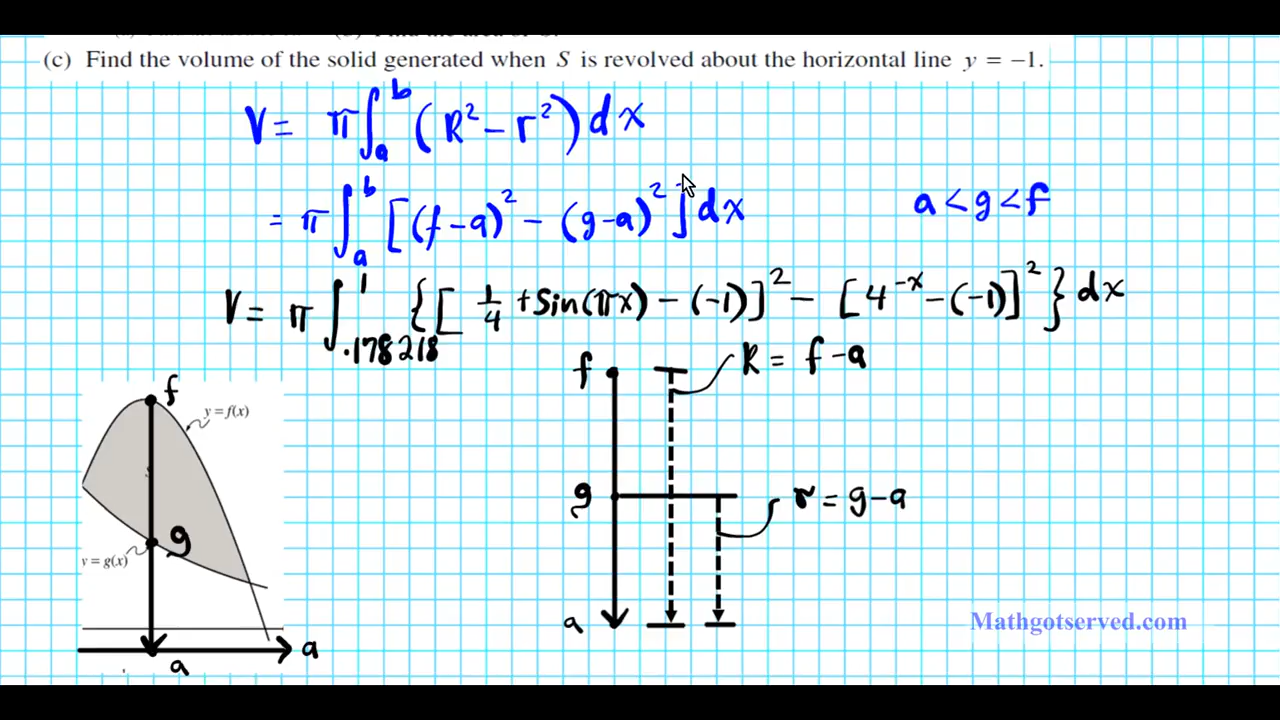 (c) Find the volume of the solid generated when S is revolved about the horizontal line y = −1.
V = π∫ₐᵇ (R² − r²) dx
= π∫ₐᵇ [(f − a)² − (g − a)²] dx
a < g < f
V = π∫.178218¹ {[1/4 + Sin(πx) − (−1)]² − [4⁻ˣ − (−1)]²} dx
f
R = f − a
f
y = f(x)
g
r = g − a
g
y = g(x)
a
Mathgotserved.com
a
a